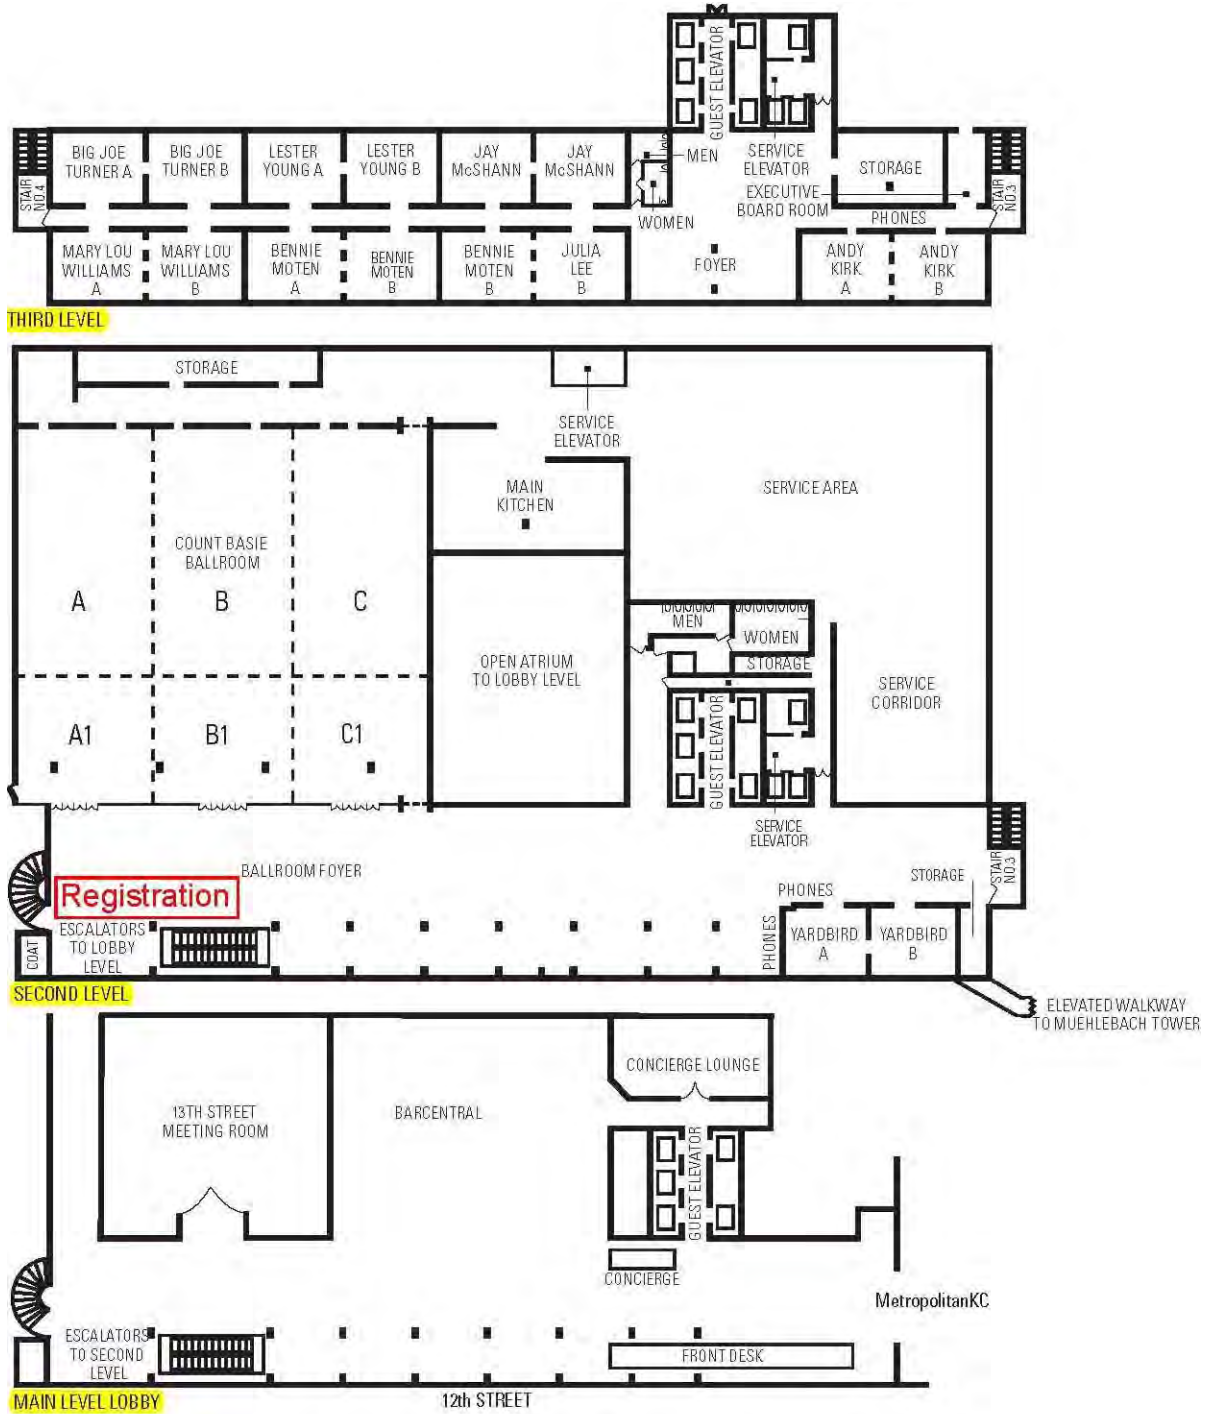 GUEST ELEVATOR
BIG JOE
TURNER A
BIG JOE
TURNER B
LESTER
YOUNG A
LESTER
YOUNG B
JAY
McSHANN
JAY
McSHANN
MEN
WOMEN
SERVICE
ELEVATOR
EXECUTIVE
BOARD ROOM
STORAGE
PHONES
STAIR
NO.4
STAIR
NO.3
MARY LOU
WILLIAMS
A
MARY LOU
WILLIAMS
B
BENNIE
MOTEN
A
BENNIE
MOTEN
B
BENNIE
MOTEN
B
JULIA
LEE
B
FOYER
ANDY
KIRK
A
ANDY
KIRK
B
THIRD LEVEL
STORAGE
SERVICE
ELEVATOR
MAIN
KITCHEN
SERVICE AREA
COUNT BASIE
BALLROOM
A
B
C
MEN
WOMEN
STORAGE
OPEN ATRIUM
TO LOBBY LEVEL
SERVICE
CORRIDOR
A1
B1
C1
GUEST ELEVATOR
SERVICE
ELEVATOR
BALLROOM FOYER
Registration
STORAGE
STAIR
NO.3
PHONES
PHONES
ESCALATORS
TO LOBBY
LEVEL
COAT
YARDBIRD
A
YARDBIRD
B
SECOND LEVEL
ELEVATED WALKWAY
TO MUEHLEBACH TOWER
CONCIERGE LOUNGE
13TH STREET
MEETING ROOM
BARCENTRAL
GUEST ELEVATOR
CONCIERGE
MetropolitanKC
ESCALATORS
TO SECOND
LEVEL
FRONT DESK
MAIN LEVEL LOBBY
12th STREET